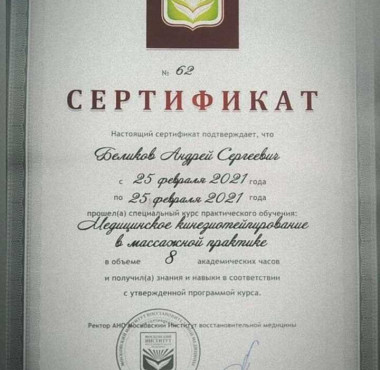 № 62
СЕРТИФИКАТ
Настоящий сертификат подтверждает, что
Беликов Андрей Сергеевич
с 25 февраля 2021 года
по 25 февраля 2021 года
прошел(а) специальный курс практического обучения:
Медицинское кинезиотейпирование
в массажной практике
в объеме 8 академических часов
и получил(а) знания и навыки в соответствии
с утвержденной программой курса.
Ректор АНО Московский Институт восстановительной медицины
МОСКОВСКИЙ
ИНСТИТУТ